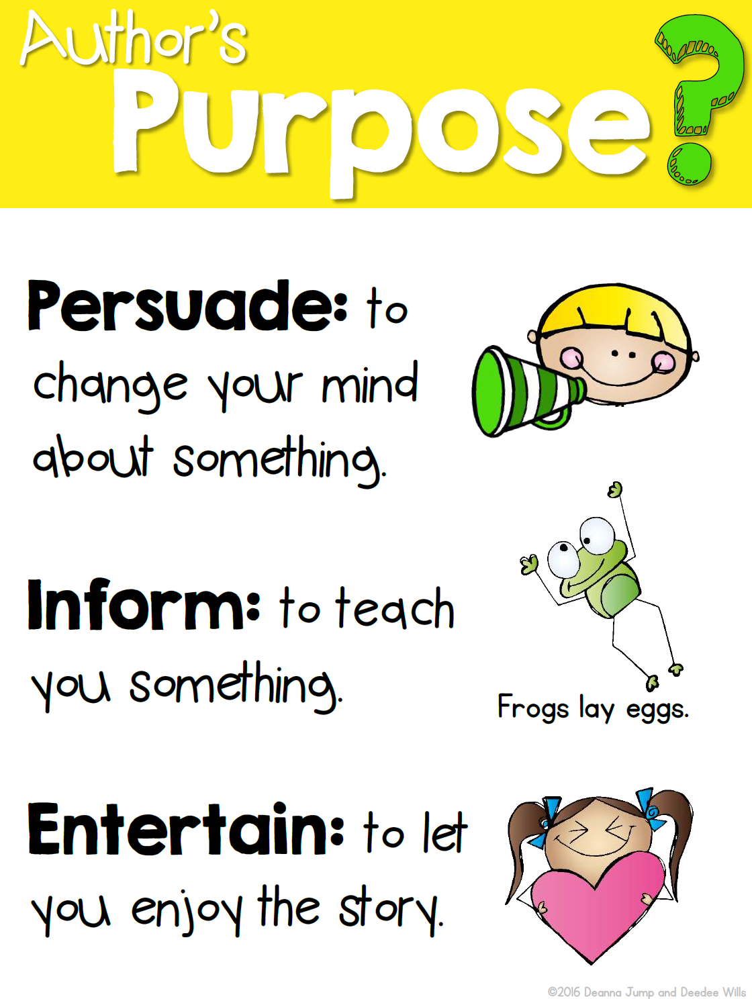 Author's
Purpose?
Persuade: to
change your mind
about something.
Inform: to teach
you something.
Frogs lay eggs.
Entertain: to let
you enjoy the story.
©2016 Deanna Jump and Deedee Wills